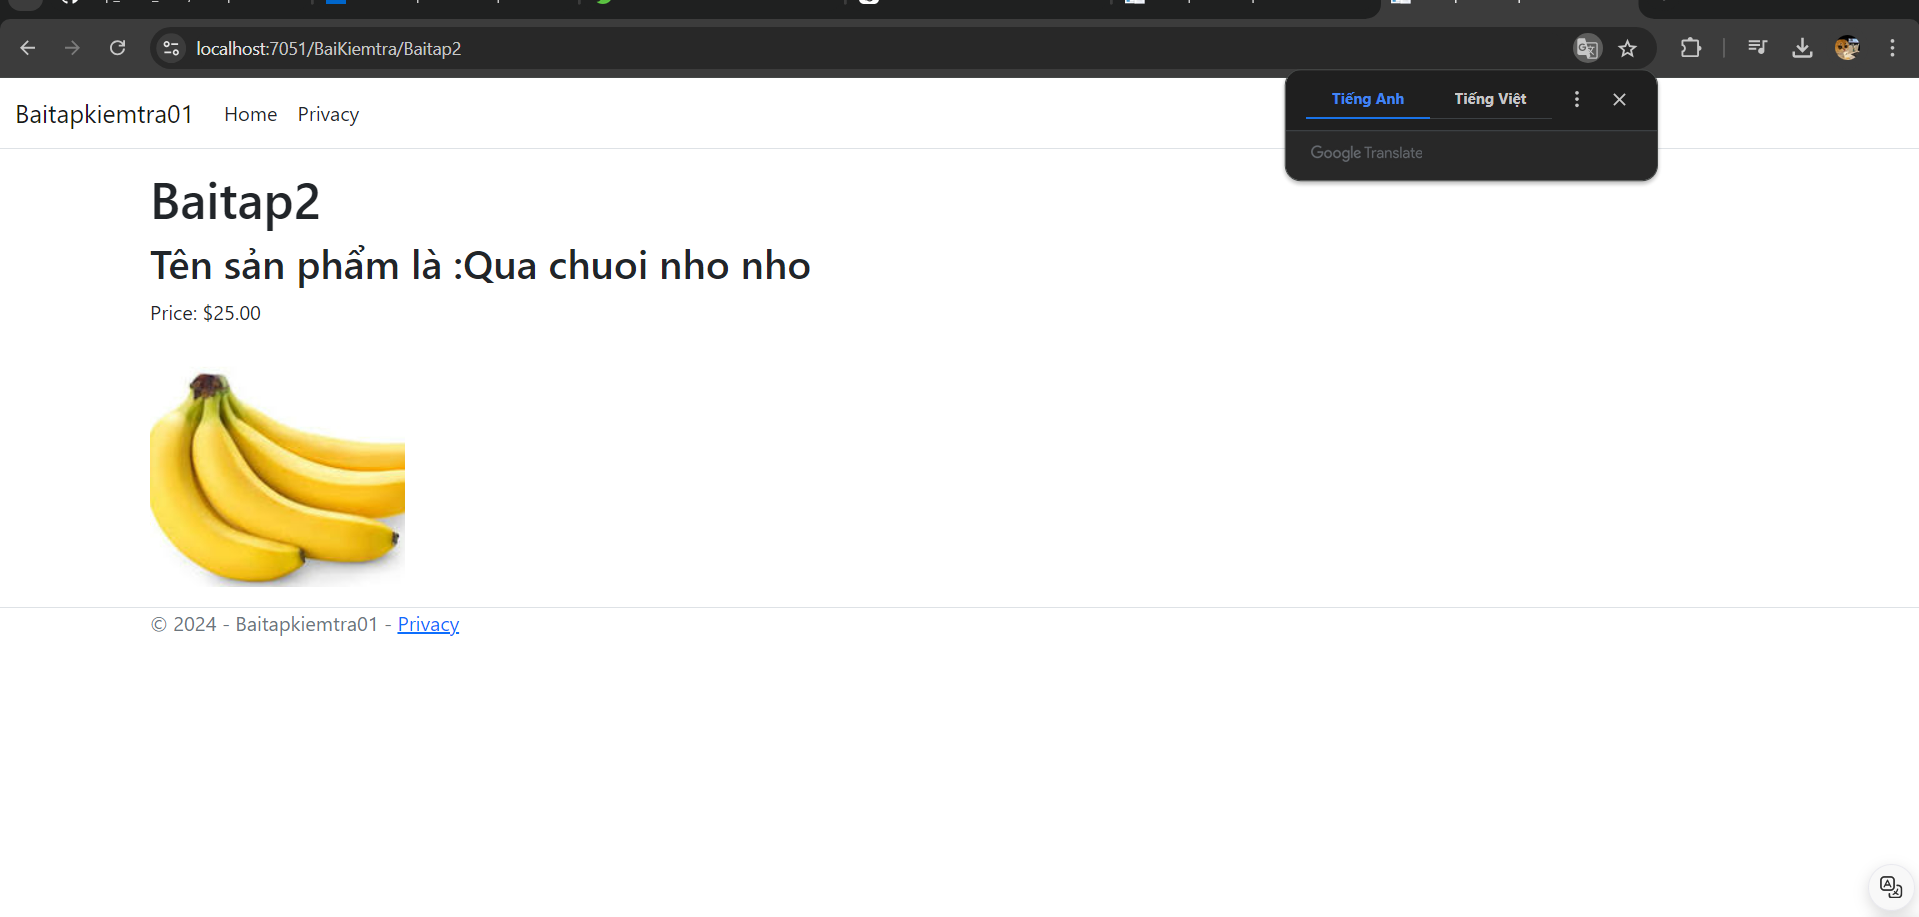 localhost:7051/BaiKiemtra/Baitap2
Tiếng Anh Tiếng Việt
Google Translate
Baitapkiemtra01 Home Privacy
Baitap2
Tên sản phẩm là :Qua chuoi nho nho
Price: $25.00
© 2024 - Baitapkiemtra01 - Privacy